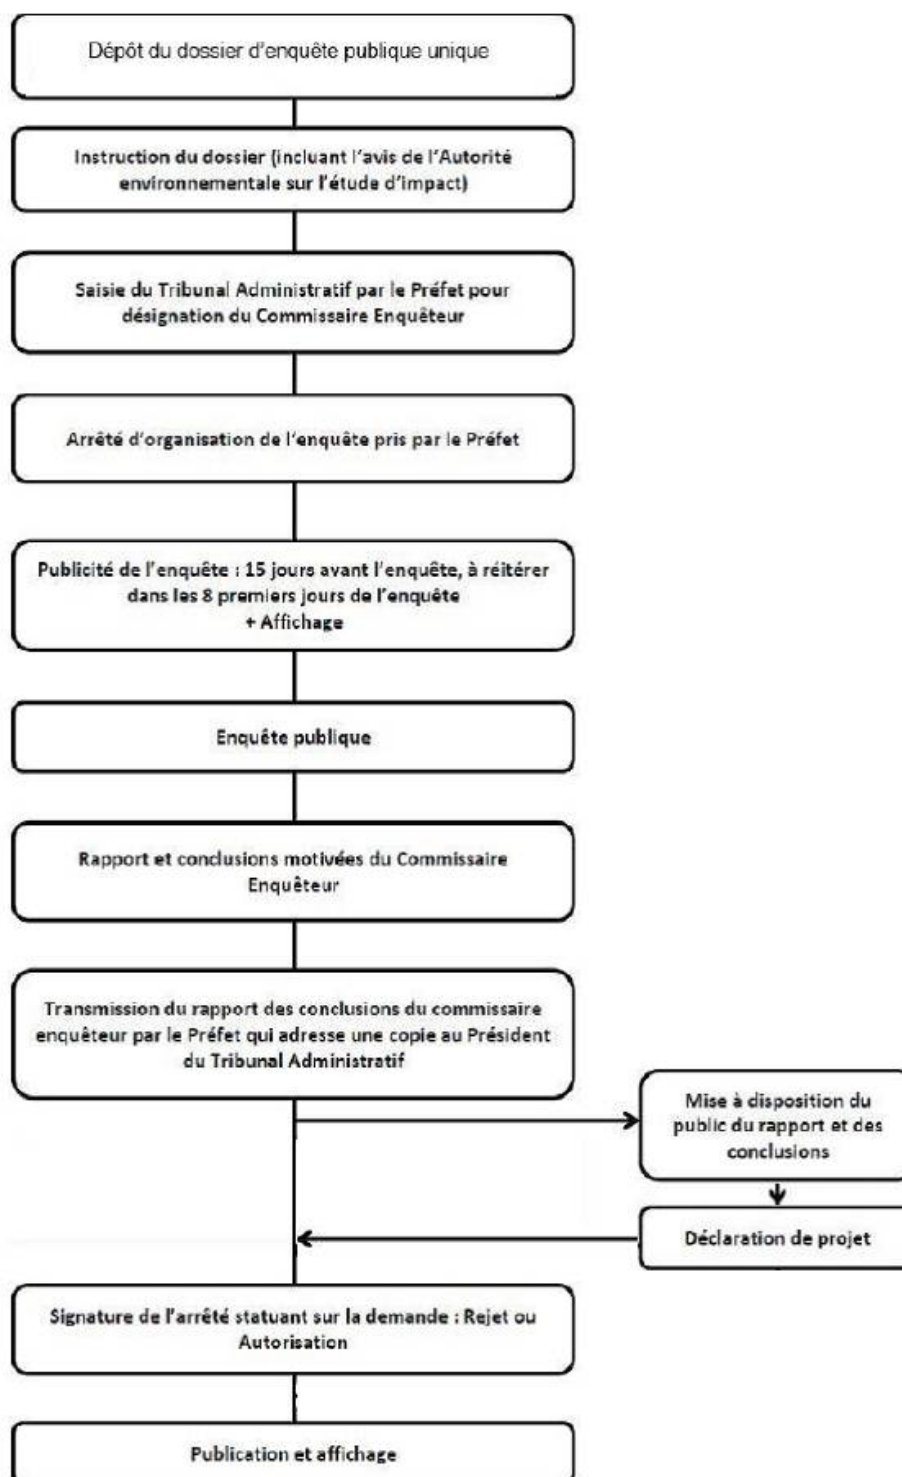 Dépôt du dossier d'enquête publique unique
Instruction du dossier (incluant l'avis de l'Autorité
environnementale sur l'étude d'impact)
Saisie du Tribunal Administratif par le Préfet pour
désignation du Commissaire Enquêteur
Arrêté d'organisation de l'enquête pris par le Préfet
Publicité de l'enquête : 15 jours avant l'enquête, à réitérer
dans les 8 premiers jours de l'enquête
+ Affichage
Enquête publique
Rapport et conclusions motivées du Commissaire
Enquêteur
Transmission du rapport des conclusions du commissaire
enquêteur par le Préfet qui adresse une copie au Président
du Tribunal Administratif
Mise à disposition du
public du rapport et des
conclusions
Déclaration de projet
Signature de l'arrêté statuant sur la demande : Rejet ou
Autorisation
Publication et affichage